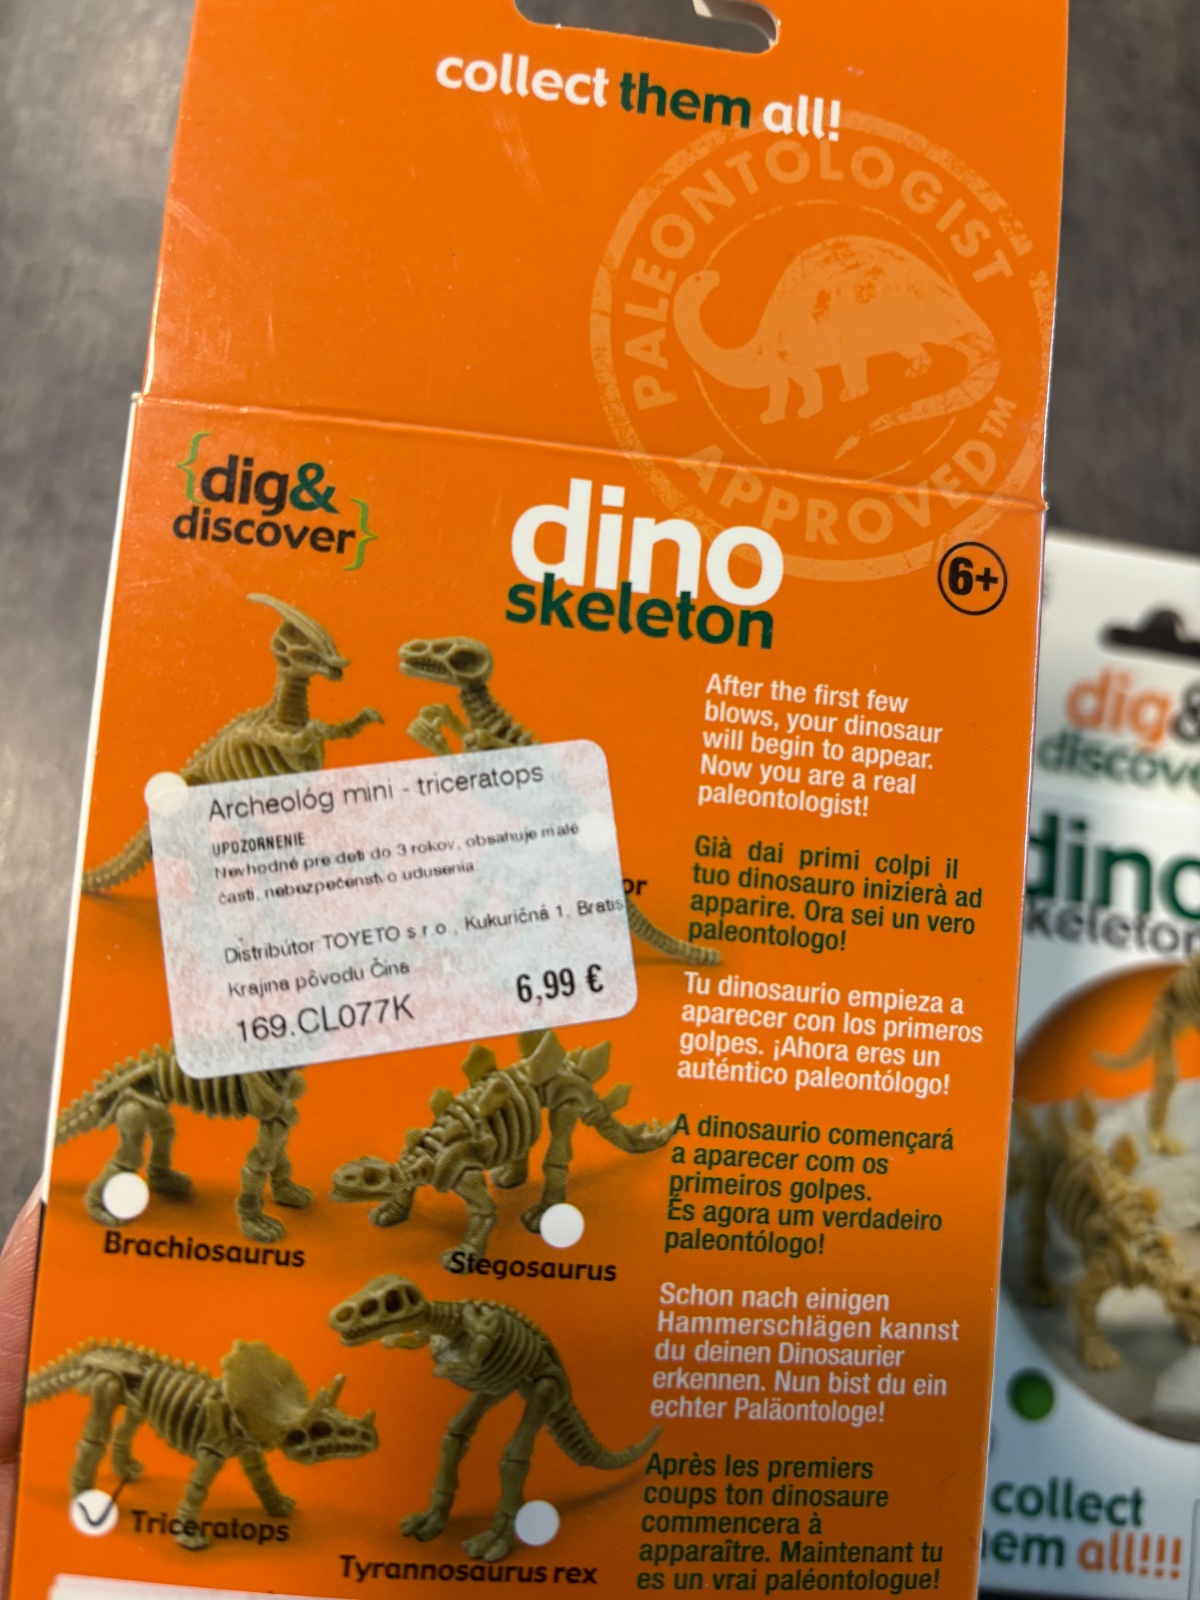 collect them all!
PALEONTOLOGIST
APPROVED™
{dig&
discover}
dino
skeleton
6+
After the first few
blows, your dinosaur
will begin to appear.
Now you are a real
paleontologist!
Già dai primi colpi il
tuo dinosauro inizierà ad
apparire. Ora sei un vero
paleontologo!
Tu dinosaurio empieza a
aparecer con los primeros
golpes. ¡Ahora eres un
auténtico paleontólogo!
A dinosaurio començará
a aparecer com os
primeiros golpes.
És agora um verdadeiro
paleontólogo!
Schon nach einigen
Hammerschlägen kannst
du deinen Dinosaurier
erkennen. Nun bist du ein
echter Paläontologe!
Après les premiers
coups ton dinosaure
commencera à
apparaître. Maintenant tu
es un vrai paléontologue!
Archeológ mini - triceratops
UPOZORNENIE
Nevhodné pre deti do 3 rokov, obsahuje malé
časti, nebezpečenstvo udusenia
Distribútor TOYETO s.r.o., Kukuričná 1, Bratis
Krajina pôvodu Čína
169.CL077K
6,99 €
or
Brachiosaurus
Stegosaurus
Triceratops
Tyrannosaurus rex
dig&
discove
dino
keleton
collect
hem all!!!